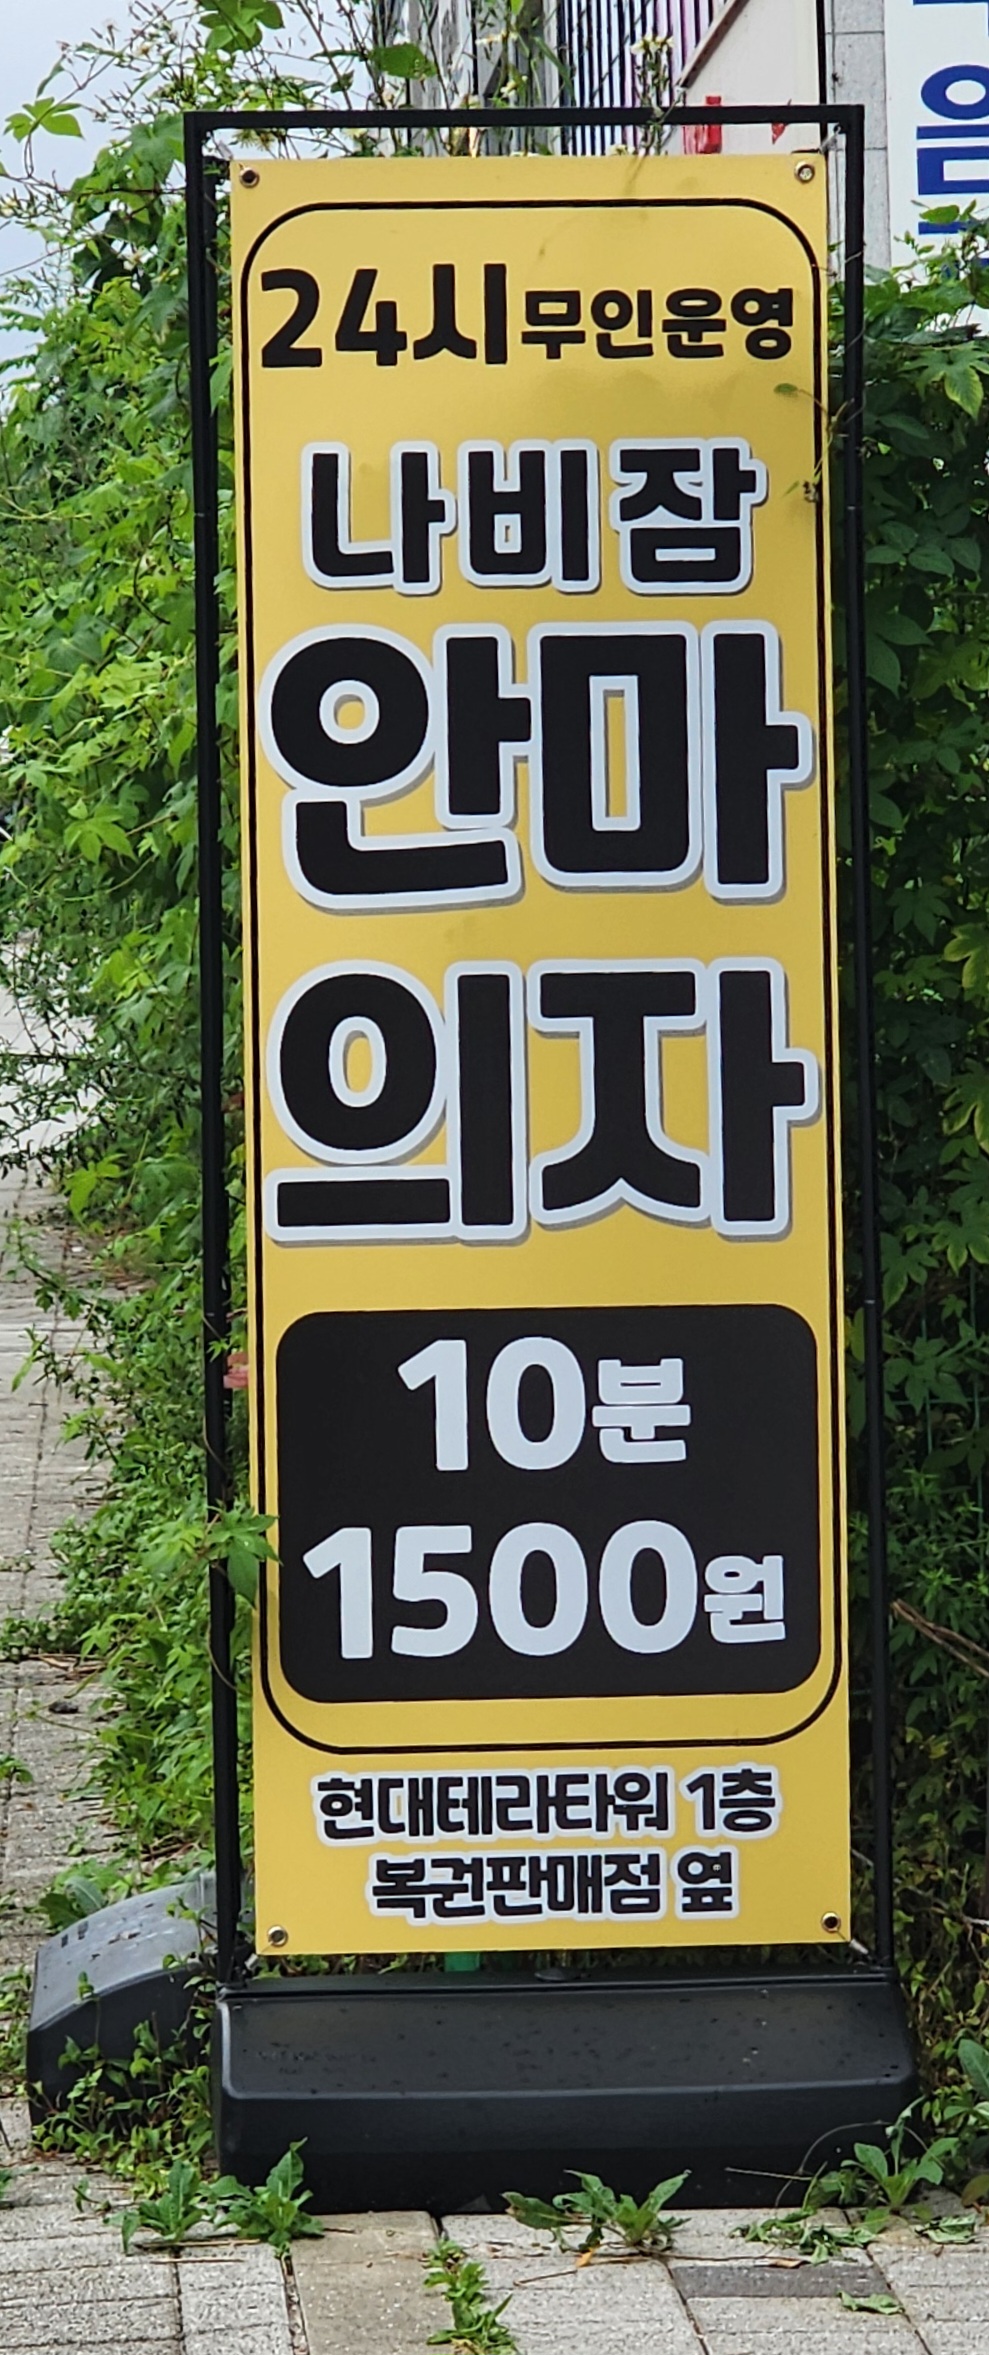 24시무인운영
나비잠
안마
의자
10분
1500원
현대테라타워 1층
복권판매점 옆